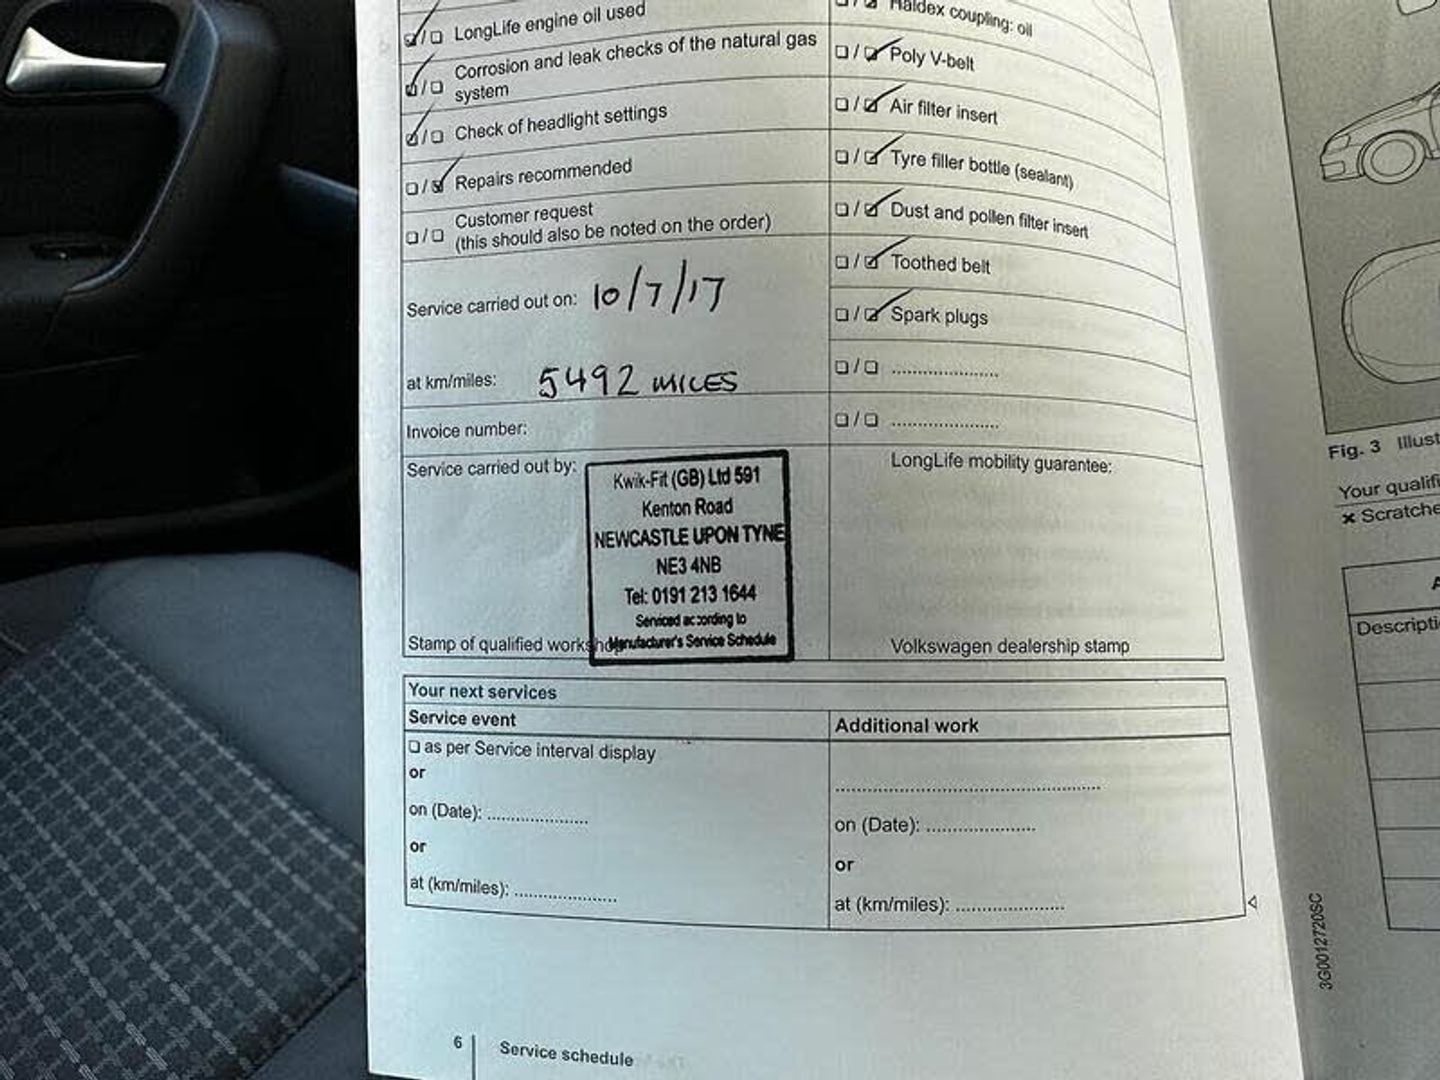 ☑/☐ LongLife engine oil used
☑/☐ Corrosion and leak checks of the natural gas
system
☑/☐ Check of headlight settings
☐/☑ Repairs recommended
☐/☐ Customer request
(this should also be noted on the order)
Service carried out on: 10/7/17
at km/miles: 5492 MILES
Invoice number:
Service carried out by:
Kwik-Fit (GB) Ltd 591
Kenton Road
NEWCASTLE UPON TYNE
NE3 4NB
Tel: 0191 213 1644
Serviced according to
Manufacturer's Service Schedule
Stamp of qualified workshop
☐/☑ Haldex coupling: oil
☐/☑ Poly V-belt
☐/☑ Air filter insert
☐/☑ Tyre filler bottle (sealant)
☐/☑ Dust and pollen filter insert
☐/☑ Toothed belt
☐/☑ Spark plugs
☐/☐ ....................
☐/☐ ....................
LongLife mobility guarantee:
Volkswagen dealership stamp
Your next services
Service event
☐ as per Service interval display
or
on (Date): ...................
or
at (km/miles): ...................
Additional work
.................................................
on (Date): ....................
or
at (km/miles): ....................
6 Service schedule
Fig. 3 Illust
Your qualifi
× Scratche
A
Descripti
3G0012720SC